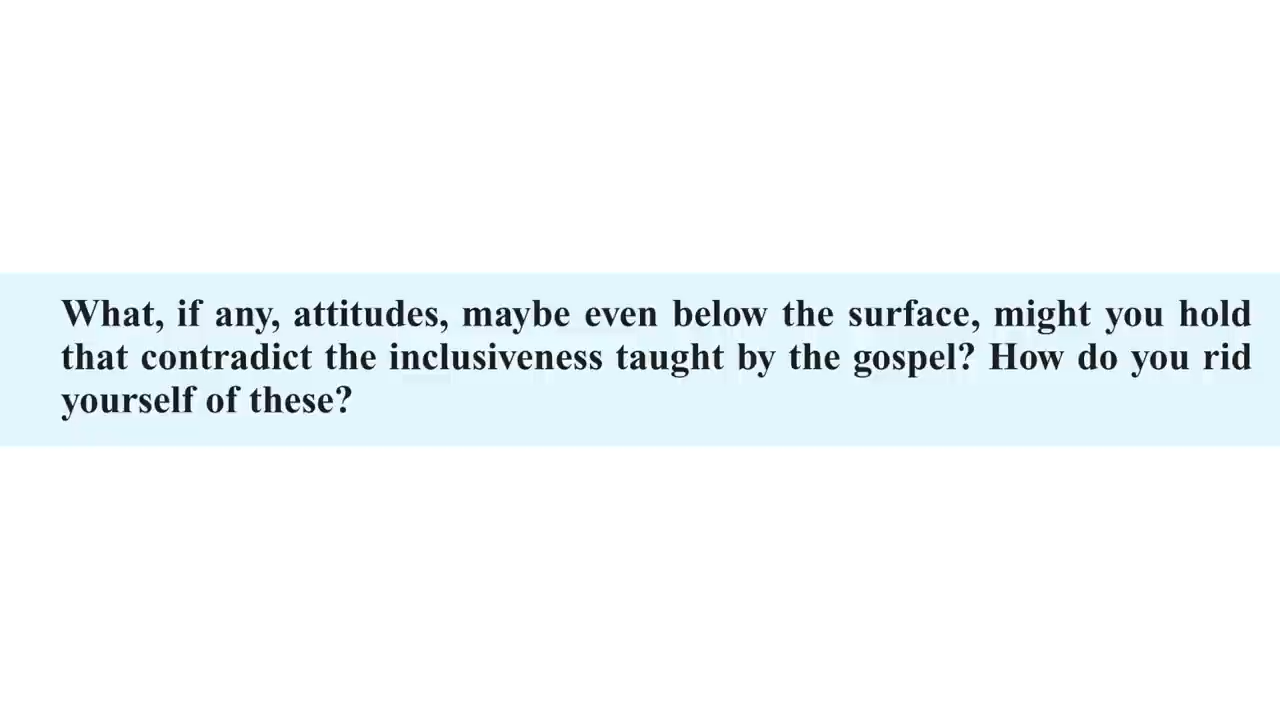 What, if any, attitudes, maybe even below the surface, might you hold
that contradict the inclusiveness taught by the gospel? How do you rid
yourself of these?